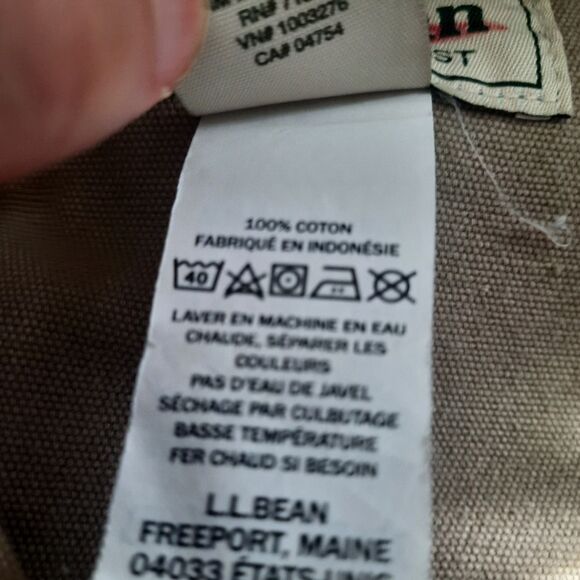 VN# 1003276
CA# 04754
ST
100% COTON
FABRIQUÉ EN INDONÉSIE
40
LAVER EN MACHINE EN EAU
CHAUDE, SÉPARER LES
COULEURS
PAS D'EAU DE JAVEL
SÉCHAGE PAR CULBUTAGE
BASSE TEMPÉRATURE
FER CHAUD SI BESOIN
L.L.BEAN
FREEPORT, MAINE
04033 ÉTATS-UNIS